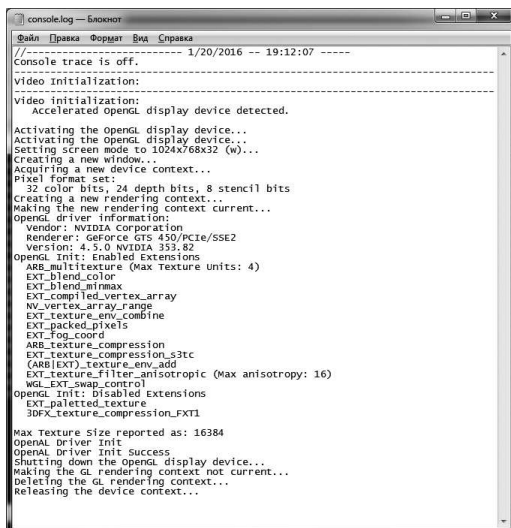 console.log — Блокнот
Файл Правка Формат Вид Справка
//-------------------------- 1/20/2016 -- 19:12:07 -----
Console trace is off.
--------------------------------------------------------------------------------
Video Initialization:
--------------------------------------------------------------------------------
Video initialization:
   Accelerated OpenGL display device detected.

Activating the OpenGL display device...
Activating the OpenGL display device...
Setting screen mode to 1024x768x32 (w)...
Creating a new window...
Acquiring a new device context...
Pixel format set:
  32 color bits, 24 depth bits, 8 stencil bits
Creating a new rendering context...
Making the new rendering context current...
OpenGL driver information:
  Vendor: NVIDIA Corporation
  Renderer: GeForce GTS 450/PCIe/SSE2
  Version: 4.5.0 NVIDIA 353.82
OpenGL Init: Enabled Extensions
  ARB_multitexture (Max Texture Units: 4)
  EXT_blend_color
  EXT_blend_minmax
  EXT_compiled_vertex_array
  NV_vertex_array_range
  EXT_texture_env_combine
  EXT_packed_pixels
  EXT_fog_coord
  ARB_texture_compression
  EXT_texture_compression_s3tc
  (ARB|EXT)_texture_env_add
  EXT_texture_filter_anisotropic (Max anisotropy: 16)
  WGL_EXT_swap_control
OpenGL Init: Disabled Extensions
  EXT_paletted_texture
  3DFX_texture_compression_FXT1

Max Texture Size reported as: 16384
OpenAL Driver Init
OpenAL Driver Init Success
Shutting down the OpenGL display device...
Making the GL rendering context not current...
Deleting the GL rendering context...
Releasing the device context...